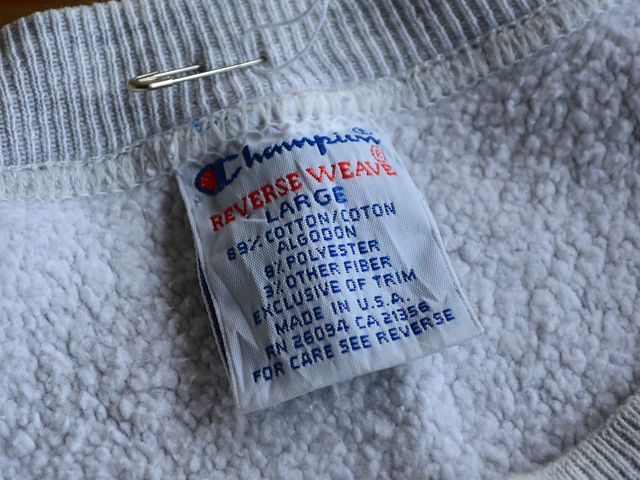 Champion®
REVERSE WEAVE®
LARGE
89% COTTON/COTON
ALGODON
8% POLYESTER
3% OTHER FIBER
EXCLUSIVE OF TRIM
MADE IN U.S.A.
RN 26094 CA 21356
FOR CARE SEE REVERSE